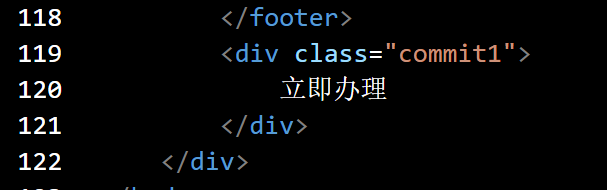 118 </footer>
119 <div class="commit1">
120 立即办理
121 </div>
122 </div>